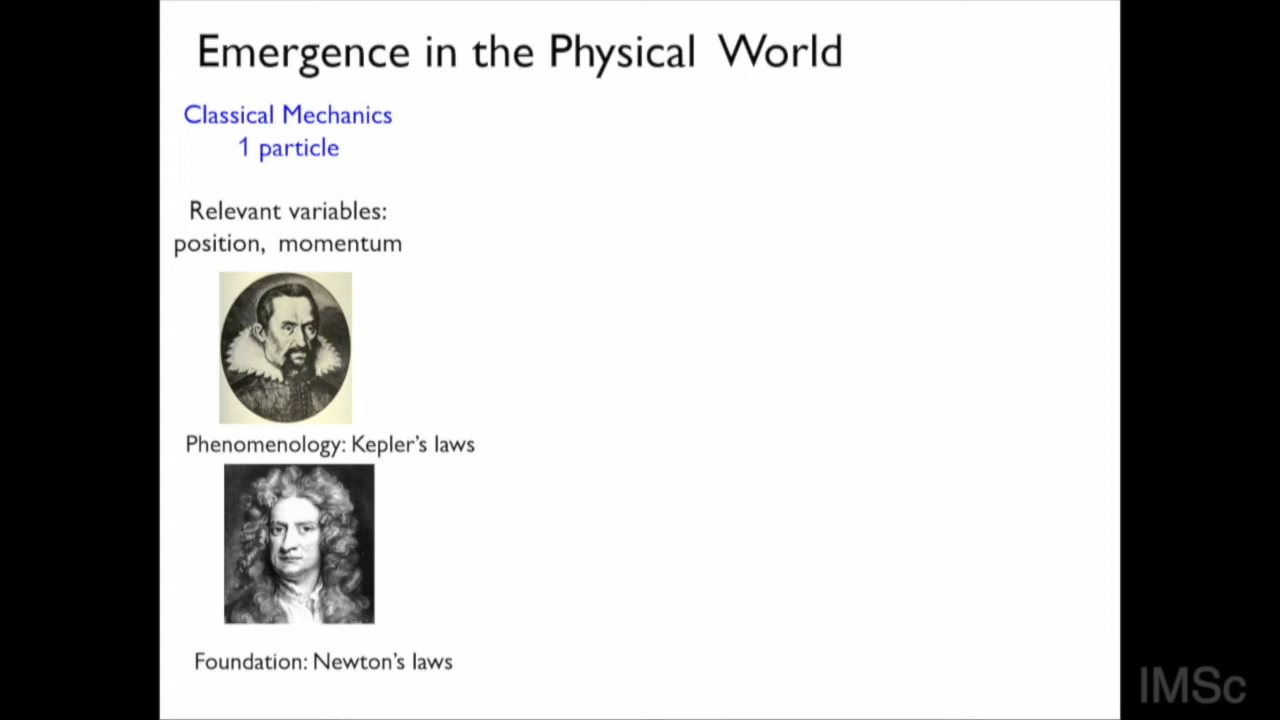 Emergence in the Physical World
Classical Mechanics
1 particle
Relevant variables:
position, momentum
Phenomenology: Kepler's laws
Foundation: Newton's laws
IMSc